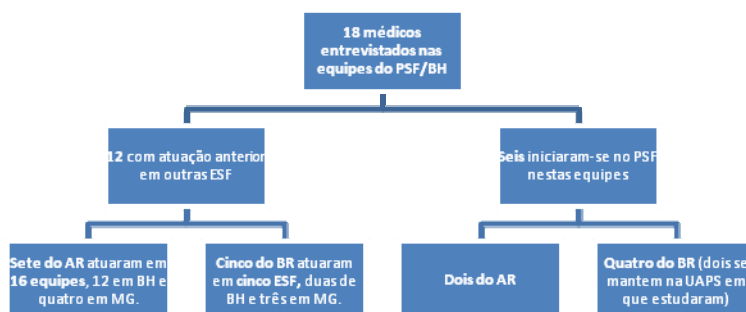 18 médicos
entrevistados nas
equipes do PSF/BH
12 com atuação anterior
em outras ESF
Seis iniciaram-se no PSF
nestas equipes
Sete do AR atuaram em
16 equipes, 12 em BH e
quatro em MG.
Cinco do BR atuaram
em cinco ESF, duas de
BH e três em MG.
Dois do AR
Quatro do BR (dois se
mantem na UAPS em
que estudaram)